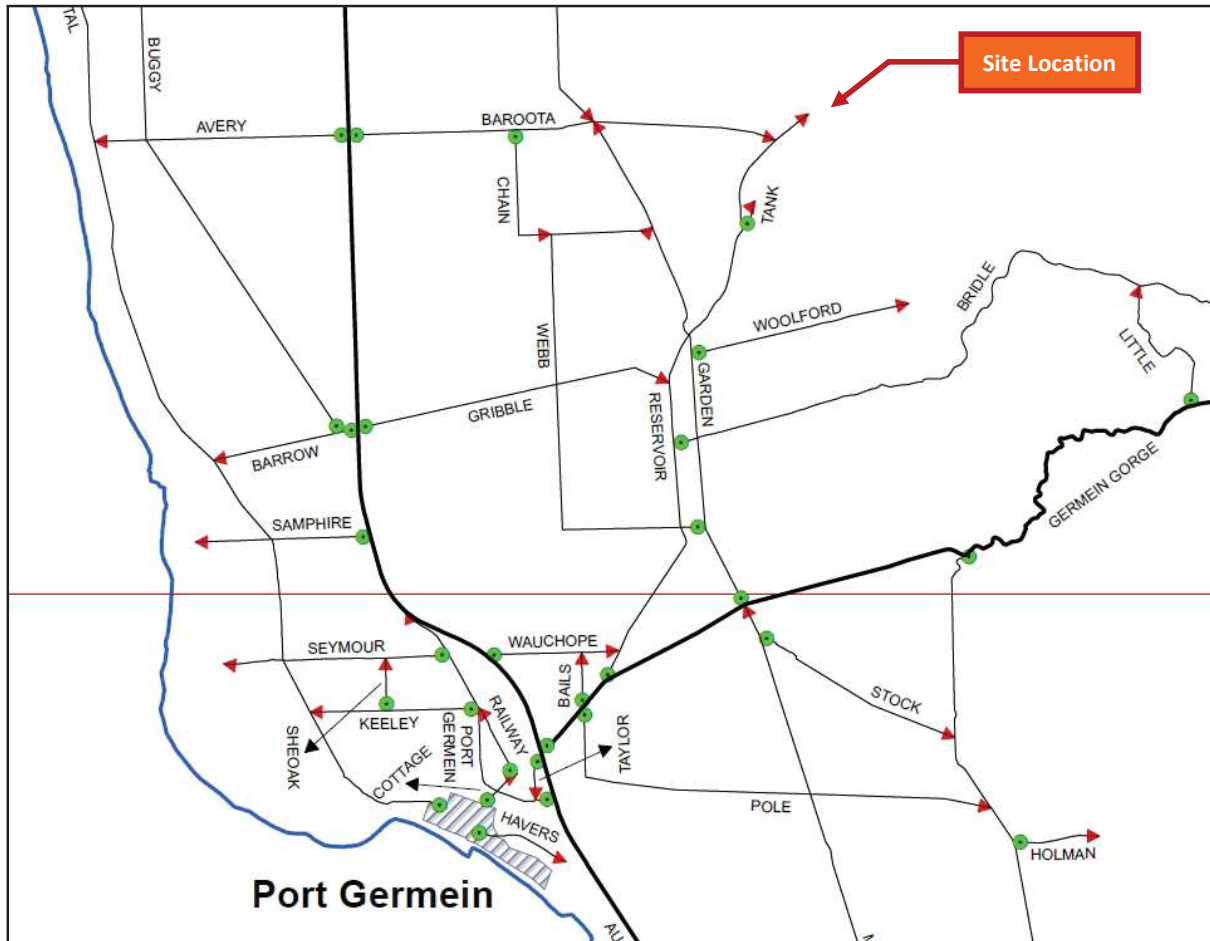 TAL
BUGGY
Site Location
AVERY
BAROOTA
CHAIN
TANK
BRIDLE
WOOLFORD
LITTLE
WEBB
GARDEN
RESERVOIR
GRIBBLE
BARROW
GERMEIN GORGE
SAMPHIRE
SEYMOUR
WAUCHOPE
BAILS
STOCK
KEELEY
SHEOAK
PORT
GERMEIN
RAILWAY
TAYLOR
COTTAGE
POLE
HAVERS
HOLMAN
Port Germein
AU